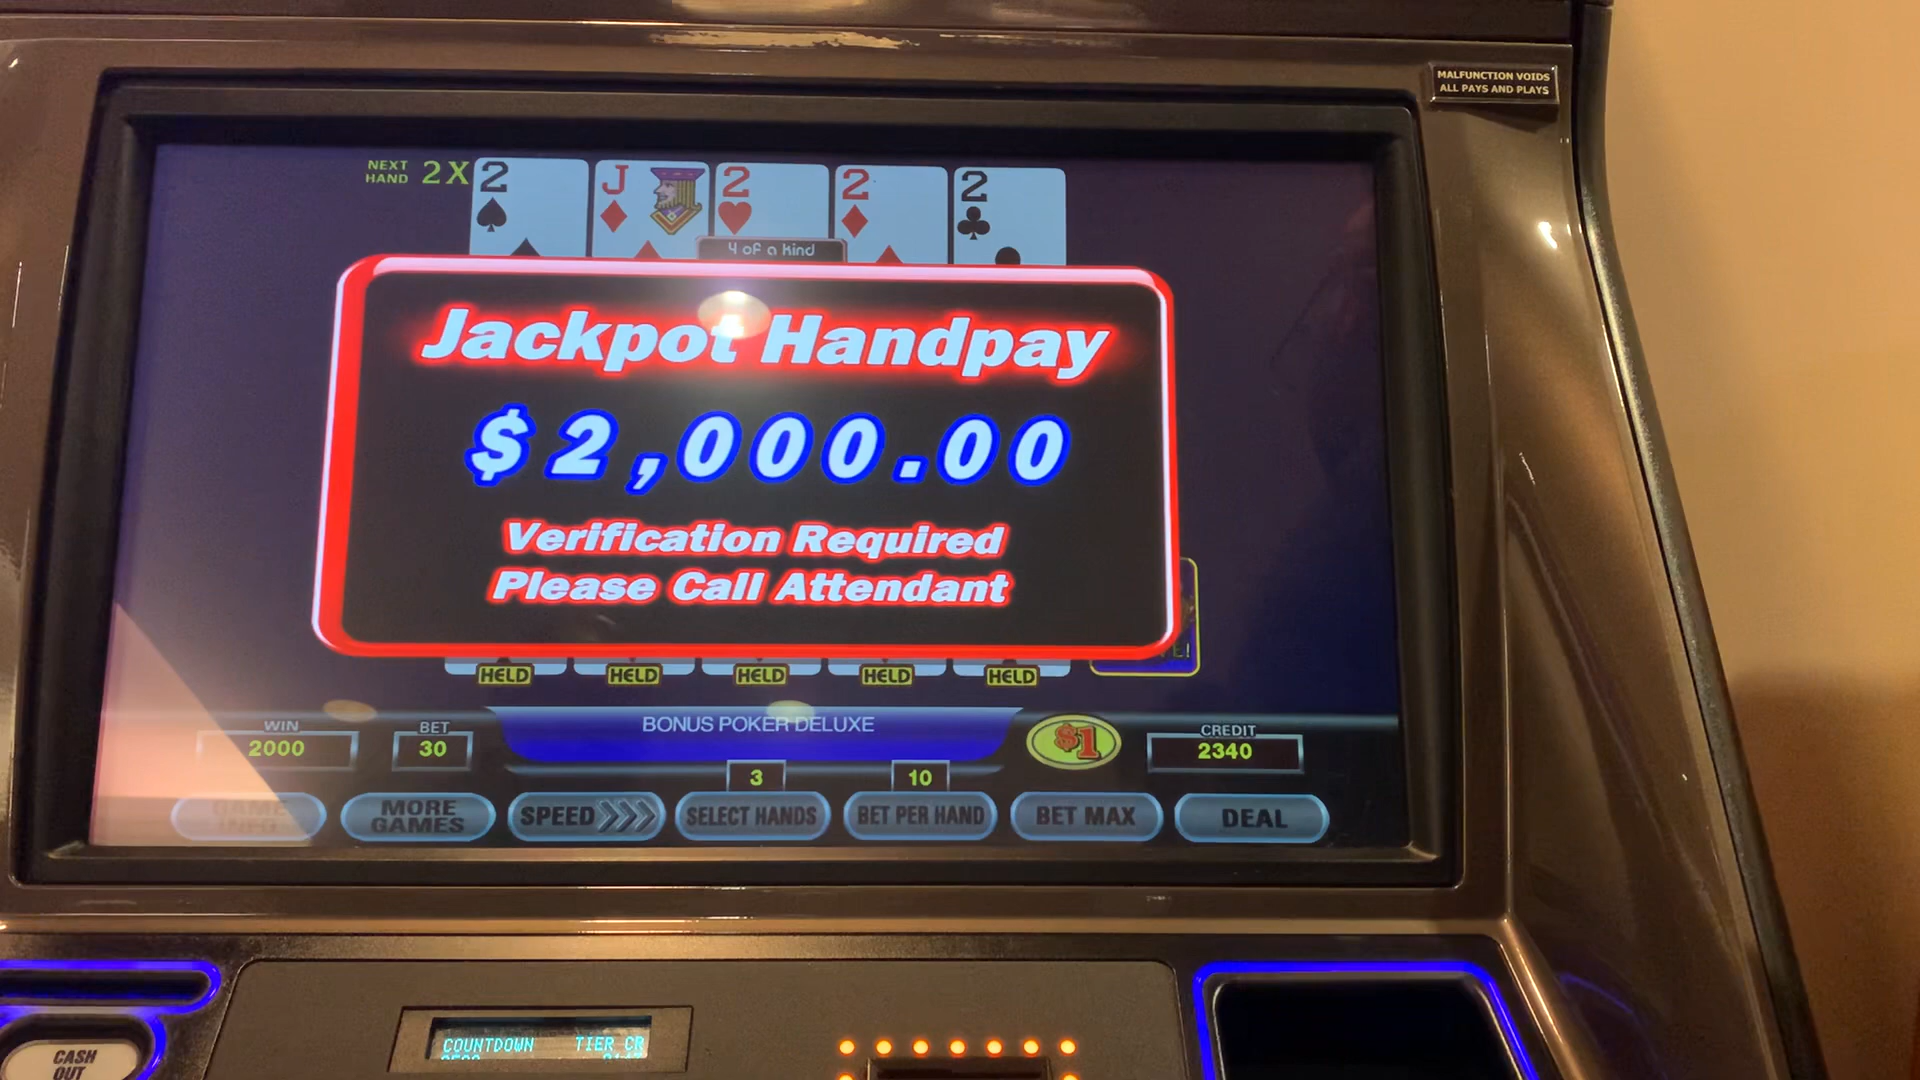 MALFUNCTION VOIDS
ALL PAYS AND PLAYS
NEXT
HAND 2X
2 J 2 2 2
4 of a Kind
Jackpot Handpay
$2,000.00
Verification Required
Please Call Attendant
HELD HELD HELD HELD HELD
WIN
2000
BET
30
BONUS POKER DELUXE
$1
CREDIT
2340
3
10
GAME
INFO
MORE
GAMES
SPEED
SELECT HANDS
BET PER HAND
BET MAX
DEAL
COUNTDOWN TIER CR
CASH
OUT